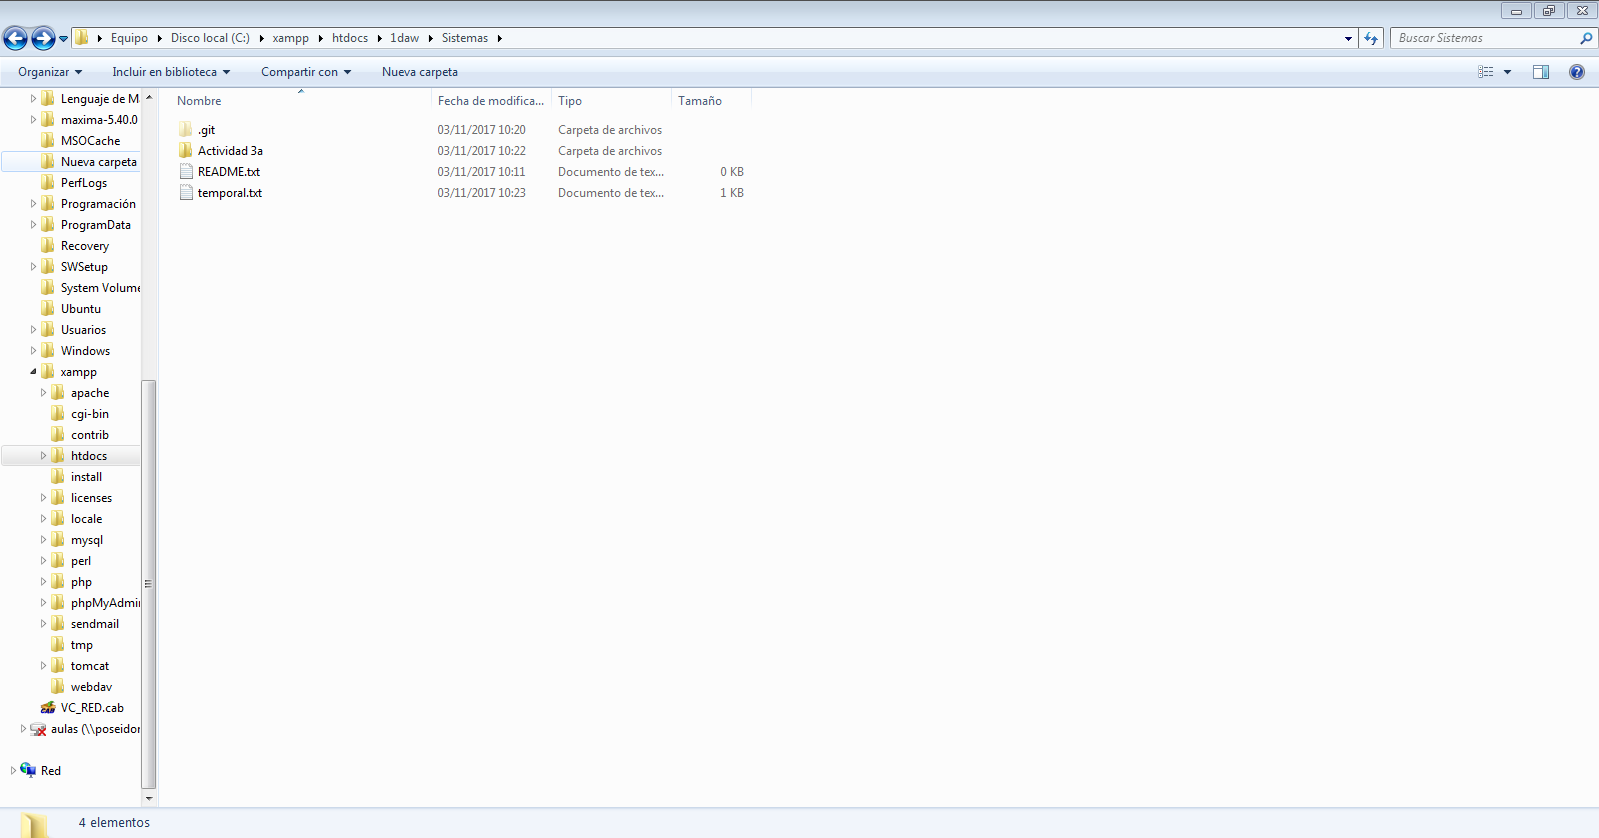 Equipo Disco local (C:) xampp htdocs 1daw Sistemas Buscar Sistemas
Organizar Incluir en biblioteca Compartir con Nueva carpeta
Nombre Fecha de modifica... Tipo Tamaño
.git 03/11/2017 10:20 Carpeta de archivos
Actividad 3a 03/11/2017 10:22 Carpeta de archivos
README.txt 03/11/2017 10:11 Documento de tex... 0 KB
temporal.txt 03/11/2017 10:23 Documento de tex... 1 KB
Lenguaje de M
maxima-5.40.0
MSOCache
Nueva carpeta
PerfLogs
Programación
ProgramData
Recovery
SWSetup
System Volume
Ubuntu
Usuarios
Windows
xampp
apache
cgi-bin
contrib
htdocs
install
licenses
locale
mysql
perl
php
phpMyAdmin
sendmail
tmp
tomcat
webdav
VC_RED.cab
aulas (\\poseidon
Red
4 elementos